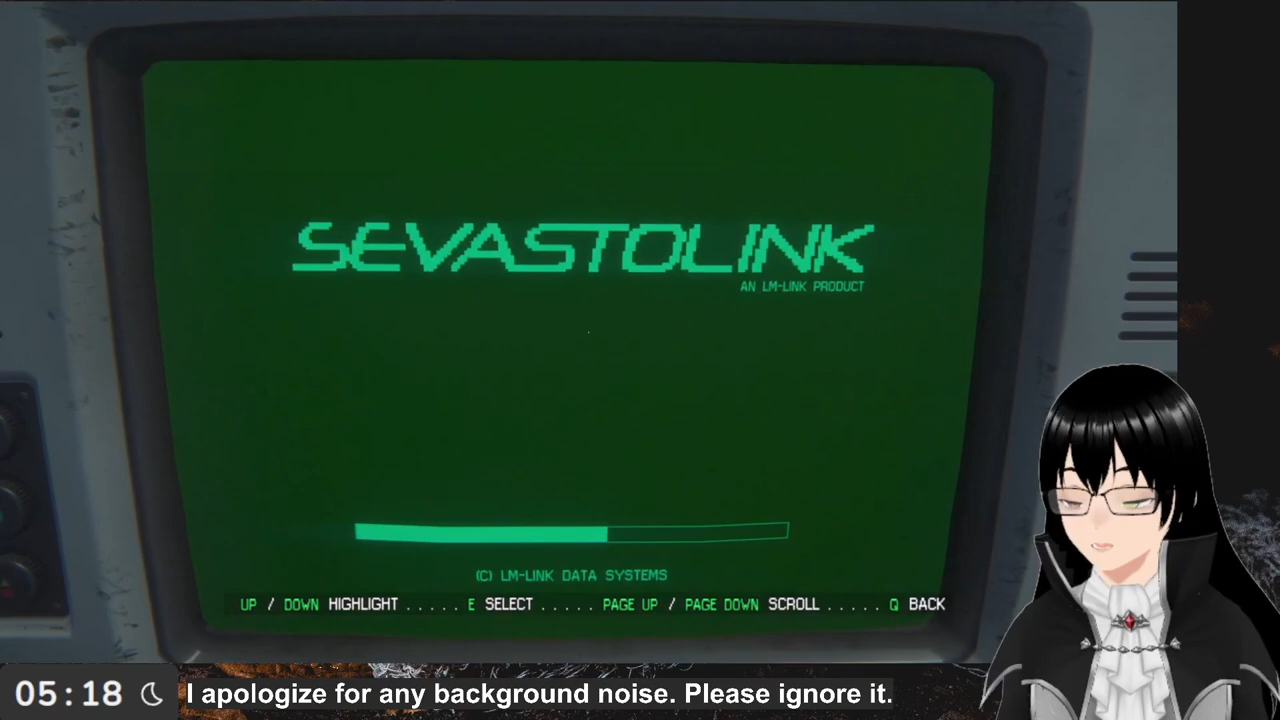 SEVASTOLINK
AN LM-LINK PRODUCT
(C) LM-LINK DATA SYSTEMS
UP / DOWN HIGHLIGHT ..... E SELECT ..... PAGE UP / PAGE DOWN SCROLL ..... Q BACK
05:18 I apologize for any background noise. Please ignore it.